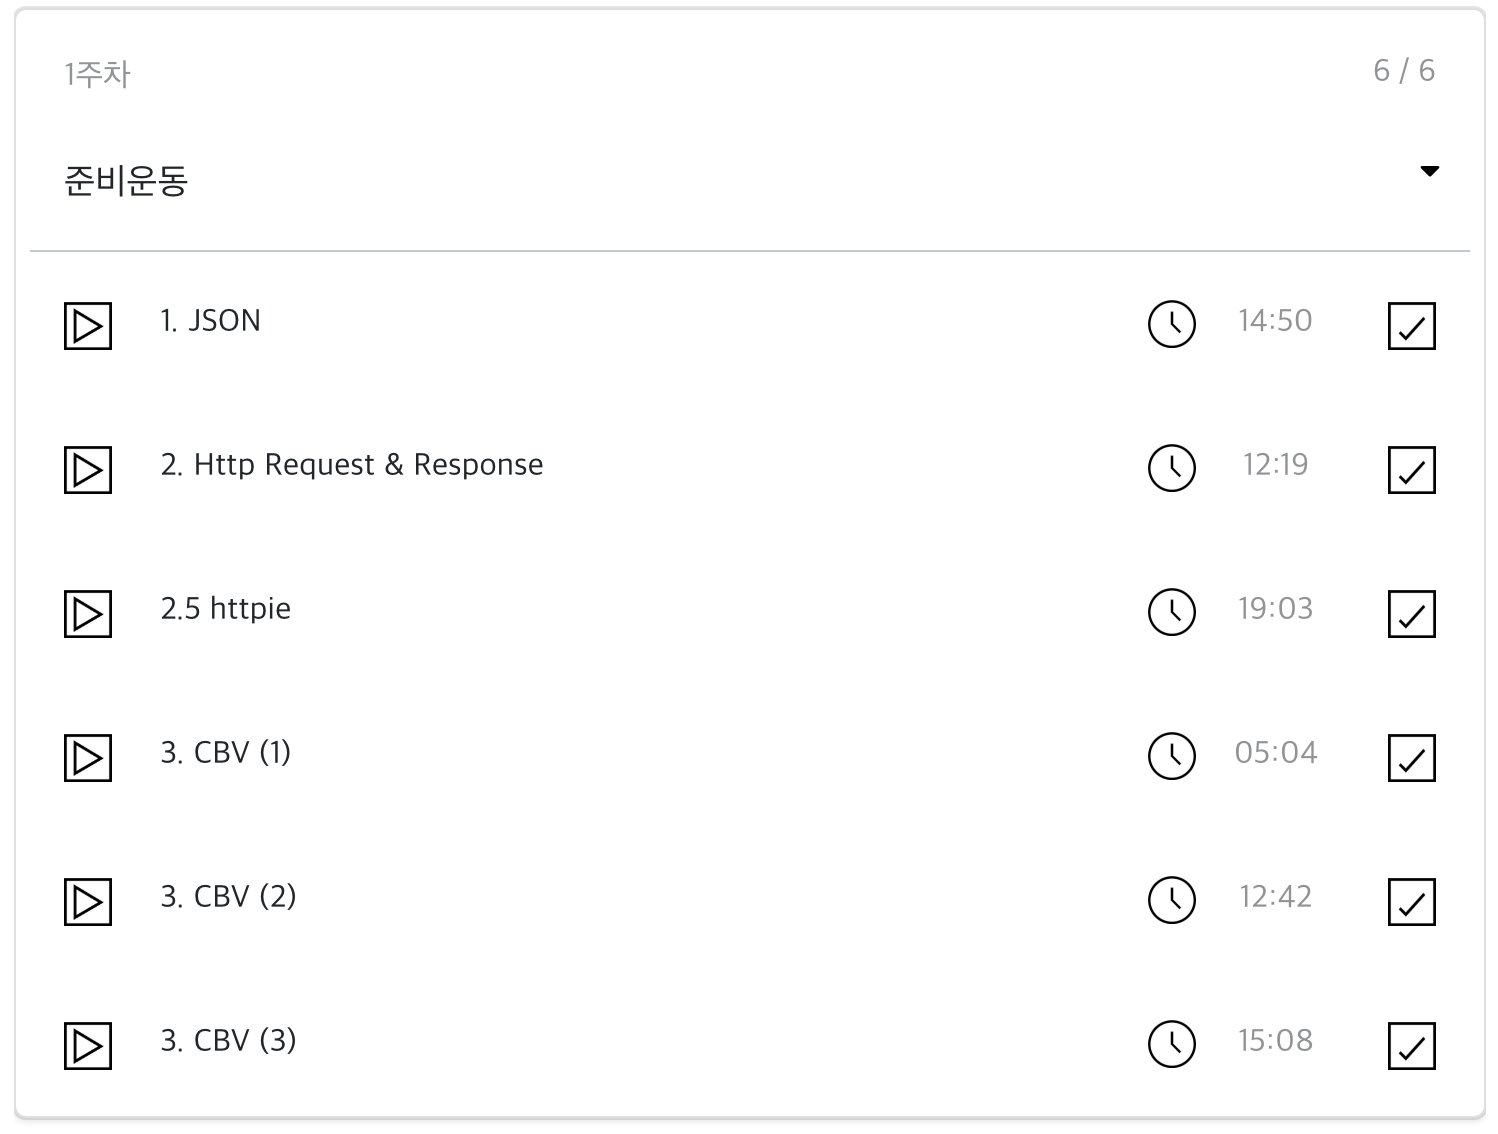 1주차
6 / 6
준비운동
1. JSON
14:50
2. Http Request & Response
12:19
2.5 httpie
19:03
3. CBV (1)
05:04
3. CBV (2)
12:42
3. CBV (3)
15:08